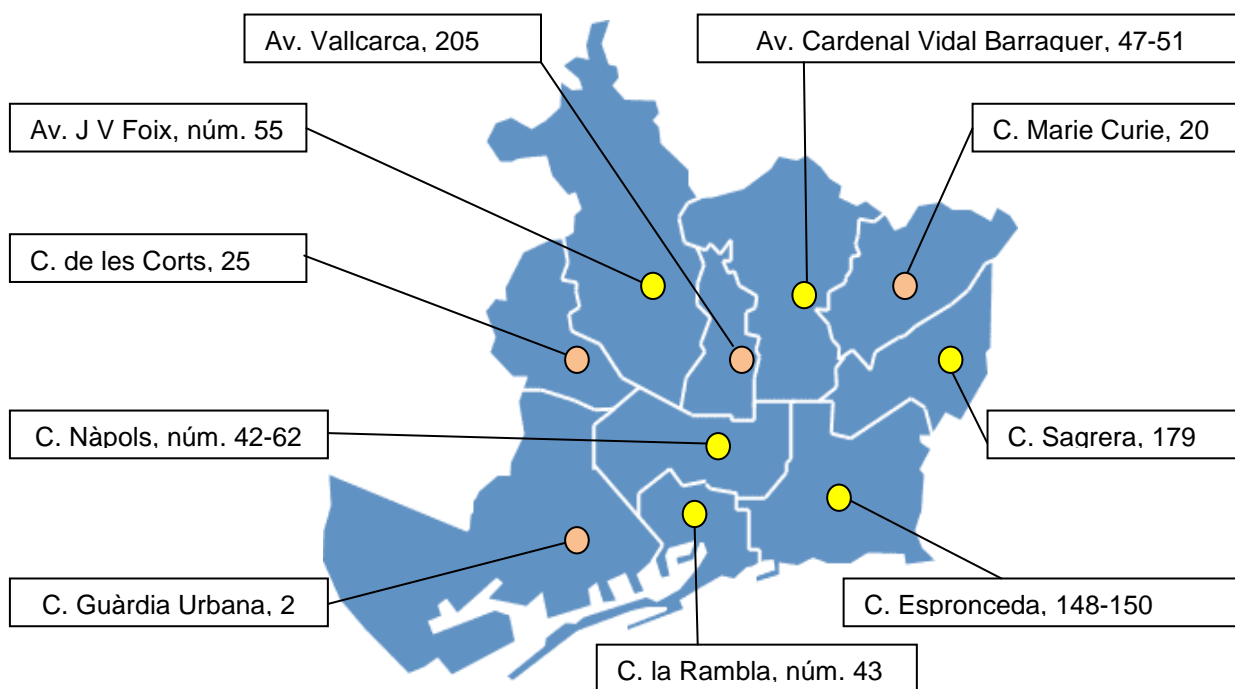 Av. Vallcarca, 205
Av. Cardenal Vidal Barraquer, 47-51
Av. J V Foix, núm. 55
C. Marie Curie, 20
C. de les Corts, 25
C. Nàpols, núm. 42-62
C. Sagrera, 179
C. Guàrdia Urbana, 2
C. Espronceda, 148-150
C. la Rambla, núm. 43